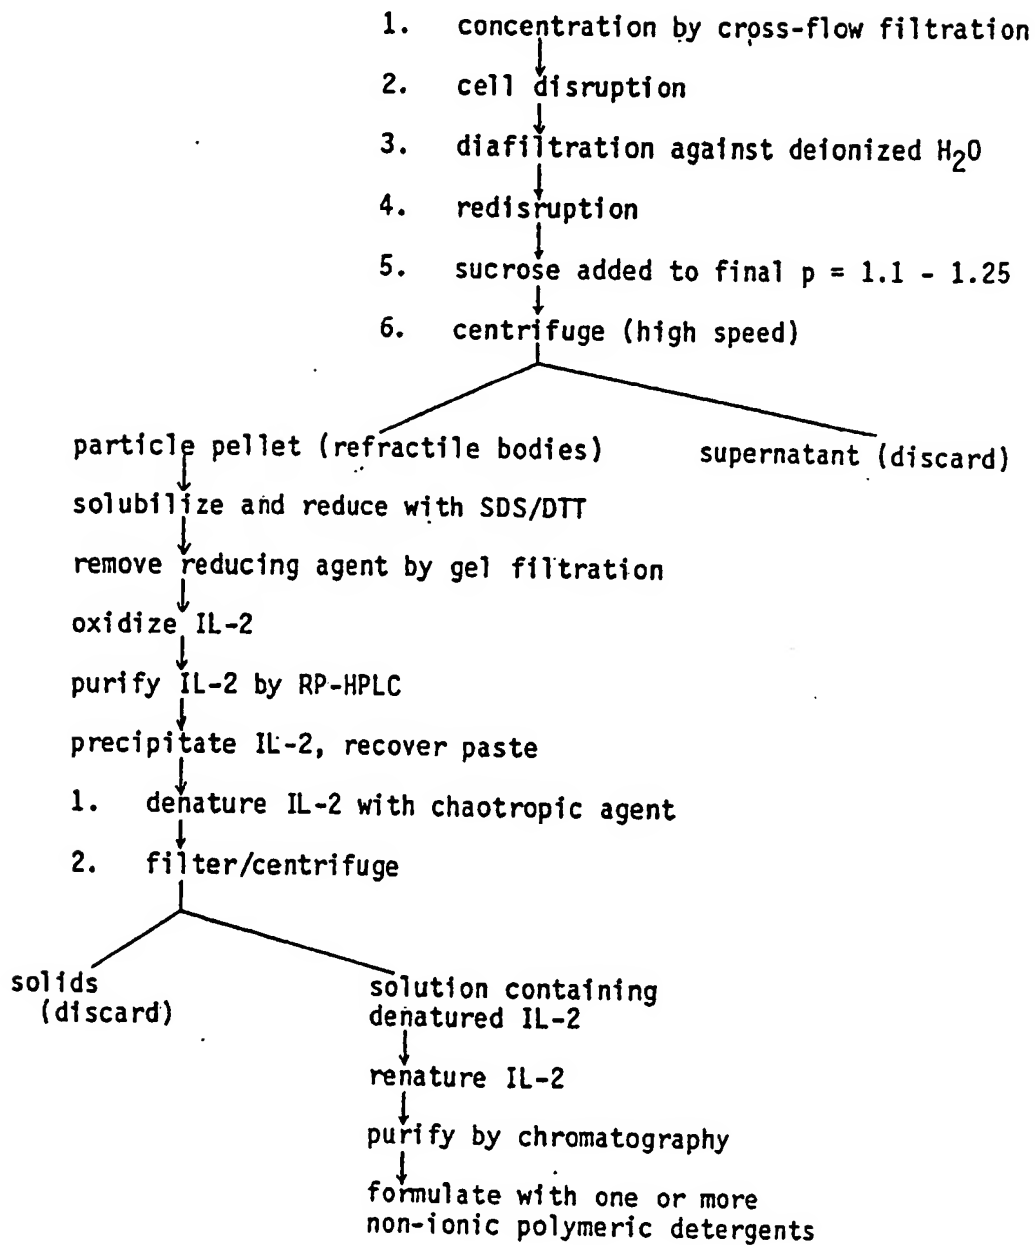 1. concentration by cross-flow filtration
2. cell disruption
3. diafiltration against deionized H₂O
4. redisruption
5. sucrose added to final p = 1.1 - 1.25
6. centrifuge (high speed)
particle pellet (refractile bodies)
supernatant (discard)
solubilize and reduce with SDS/DTT
remove reducing agent by gel filtration
oxidize IL-2
purify IL-2 by RP-HPLC
precipitate IL-2, recover paste
1. denature IL-2 with chaotropic agent
2. filter/centrifuge
solids
(discard)
solution containing
denatured IL-2
renature IL-2
purify by chromatography
formulate with one or more
non-ionic polymeric detergents